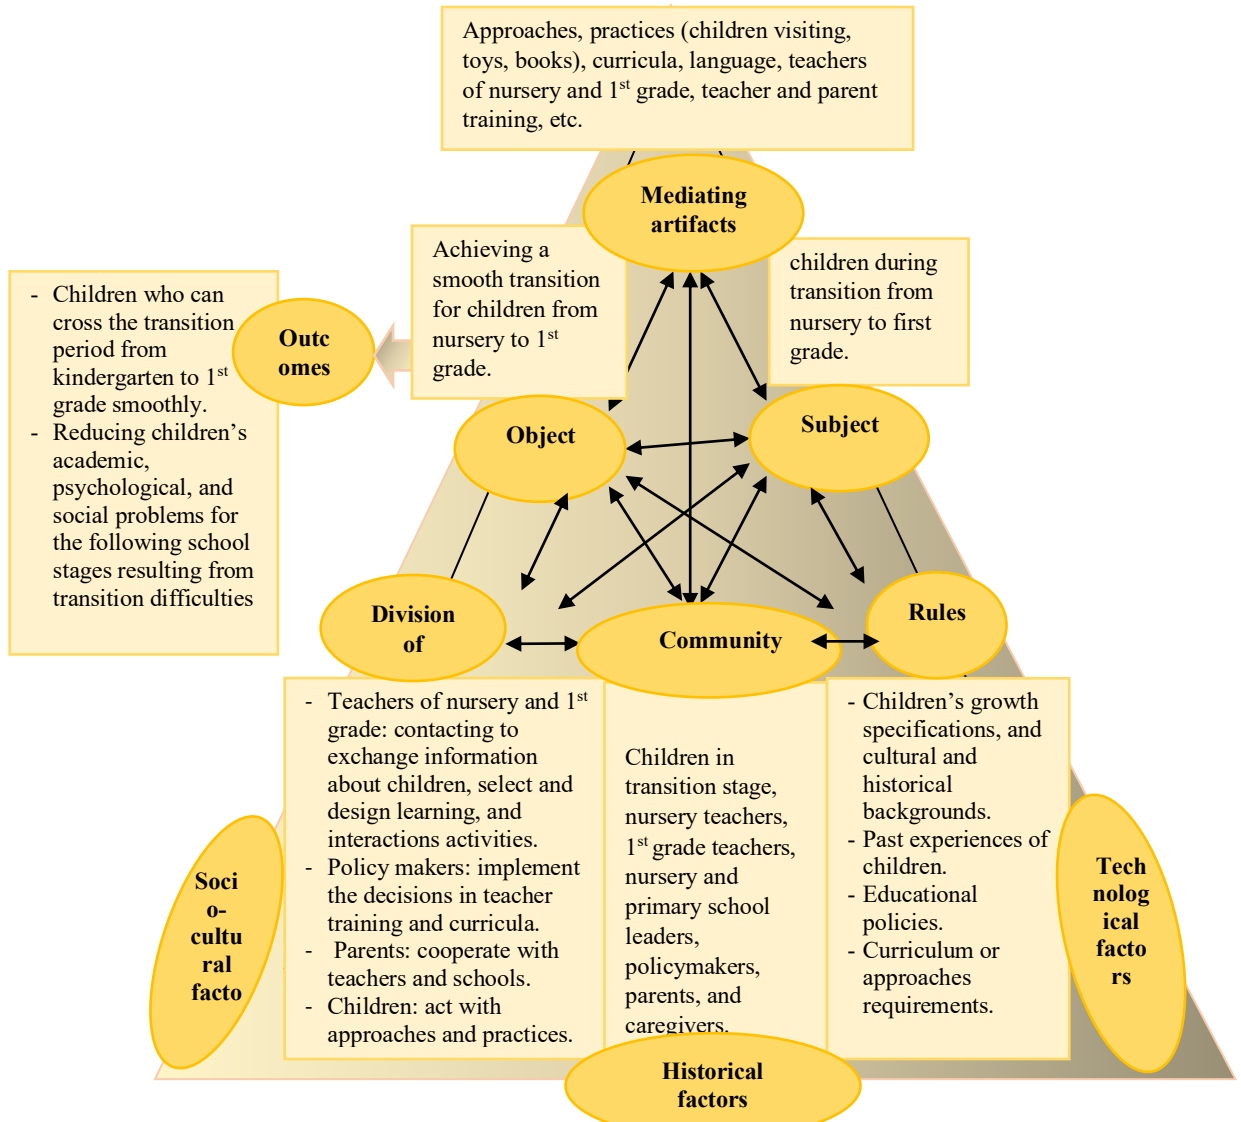 Approaches, practices (children visiting,
toys, books), curricula, language, teachers
of nursery and 1st grade, teacher and parent
training, etc.
Mediating
artifacts
Achieving a
smooth transition
for children from
nursery to 1st
grade.
children during
transition from
nursery to first
grade.
- Children who can
cross the transition
period from
kindergarten to 1st
grade smoothly.
- Reducing children’s
academic,
psychological, and
social problems for
the following school
stages resulting from
transition difficulties
Outc
omes
Object
Subject
Division
of
Community
Rules
- Teachers of nursery and 1st
grade: contacting to
exchange information
about children, select and
design learning, and
interactions activities.
- Policy makers: implement
the decisions in teacher
training and curricula.
- Parents: cooperate with
teachers and schools.
- Children: act with
approaches and practices.
Children in
transition stage,
nursery teachers,
1st grade teachers,
nursery and
primary school
leaders,
policymakers,
parents, and
caregivers.
- Children’s growth
specifications, and
cultural and
historical
backgrounds.
- Past experiences of
children.
- Educational
policies.
- Curriculum or
approaches
requirements.
Soci
o-
cultu
ral
facto
Tech
nolog
ical
facto
rs
Historical
factors